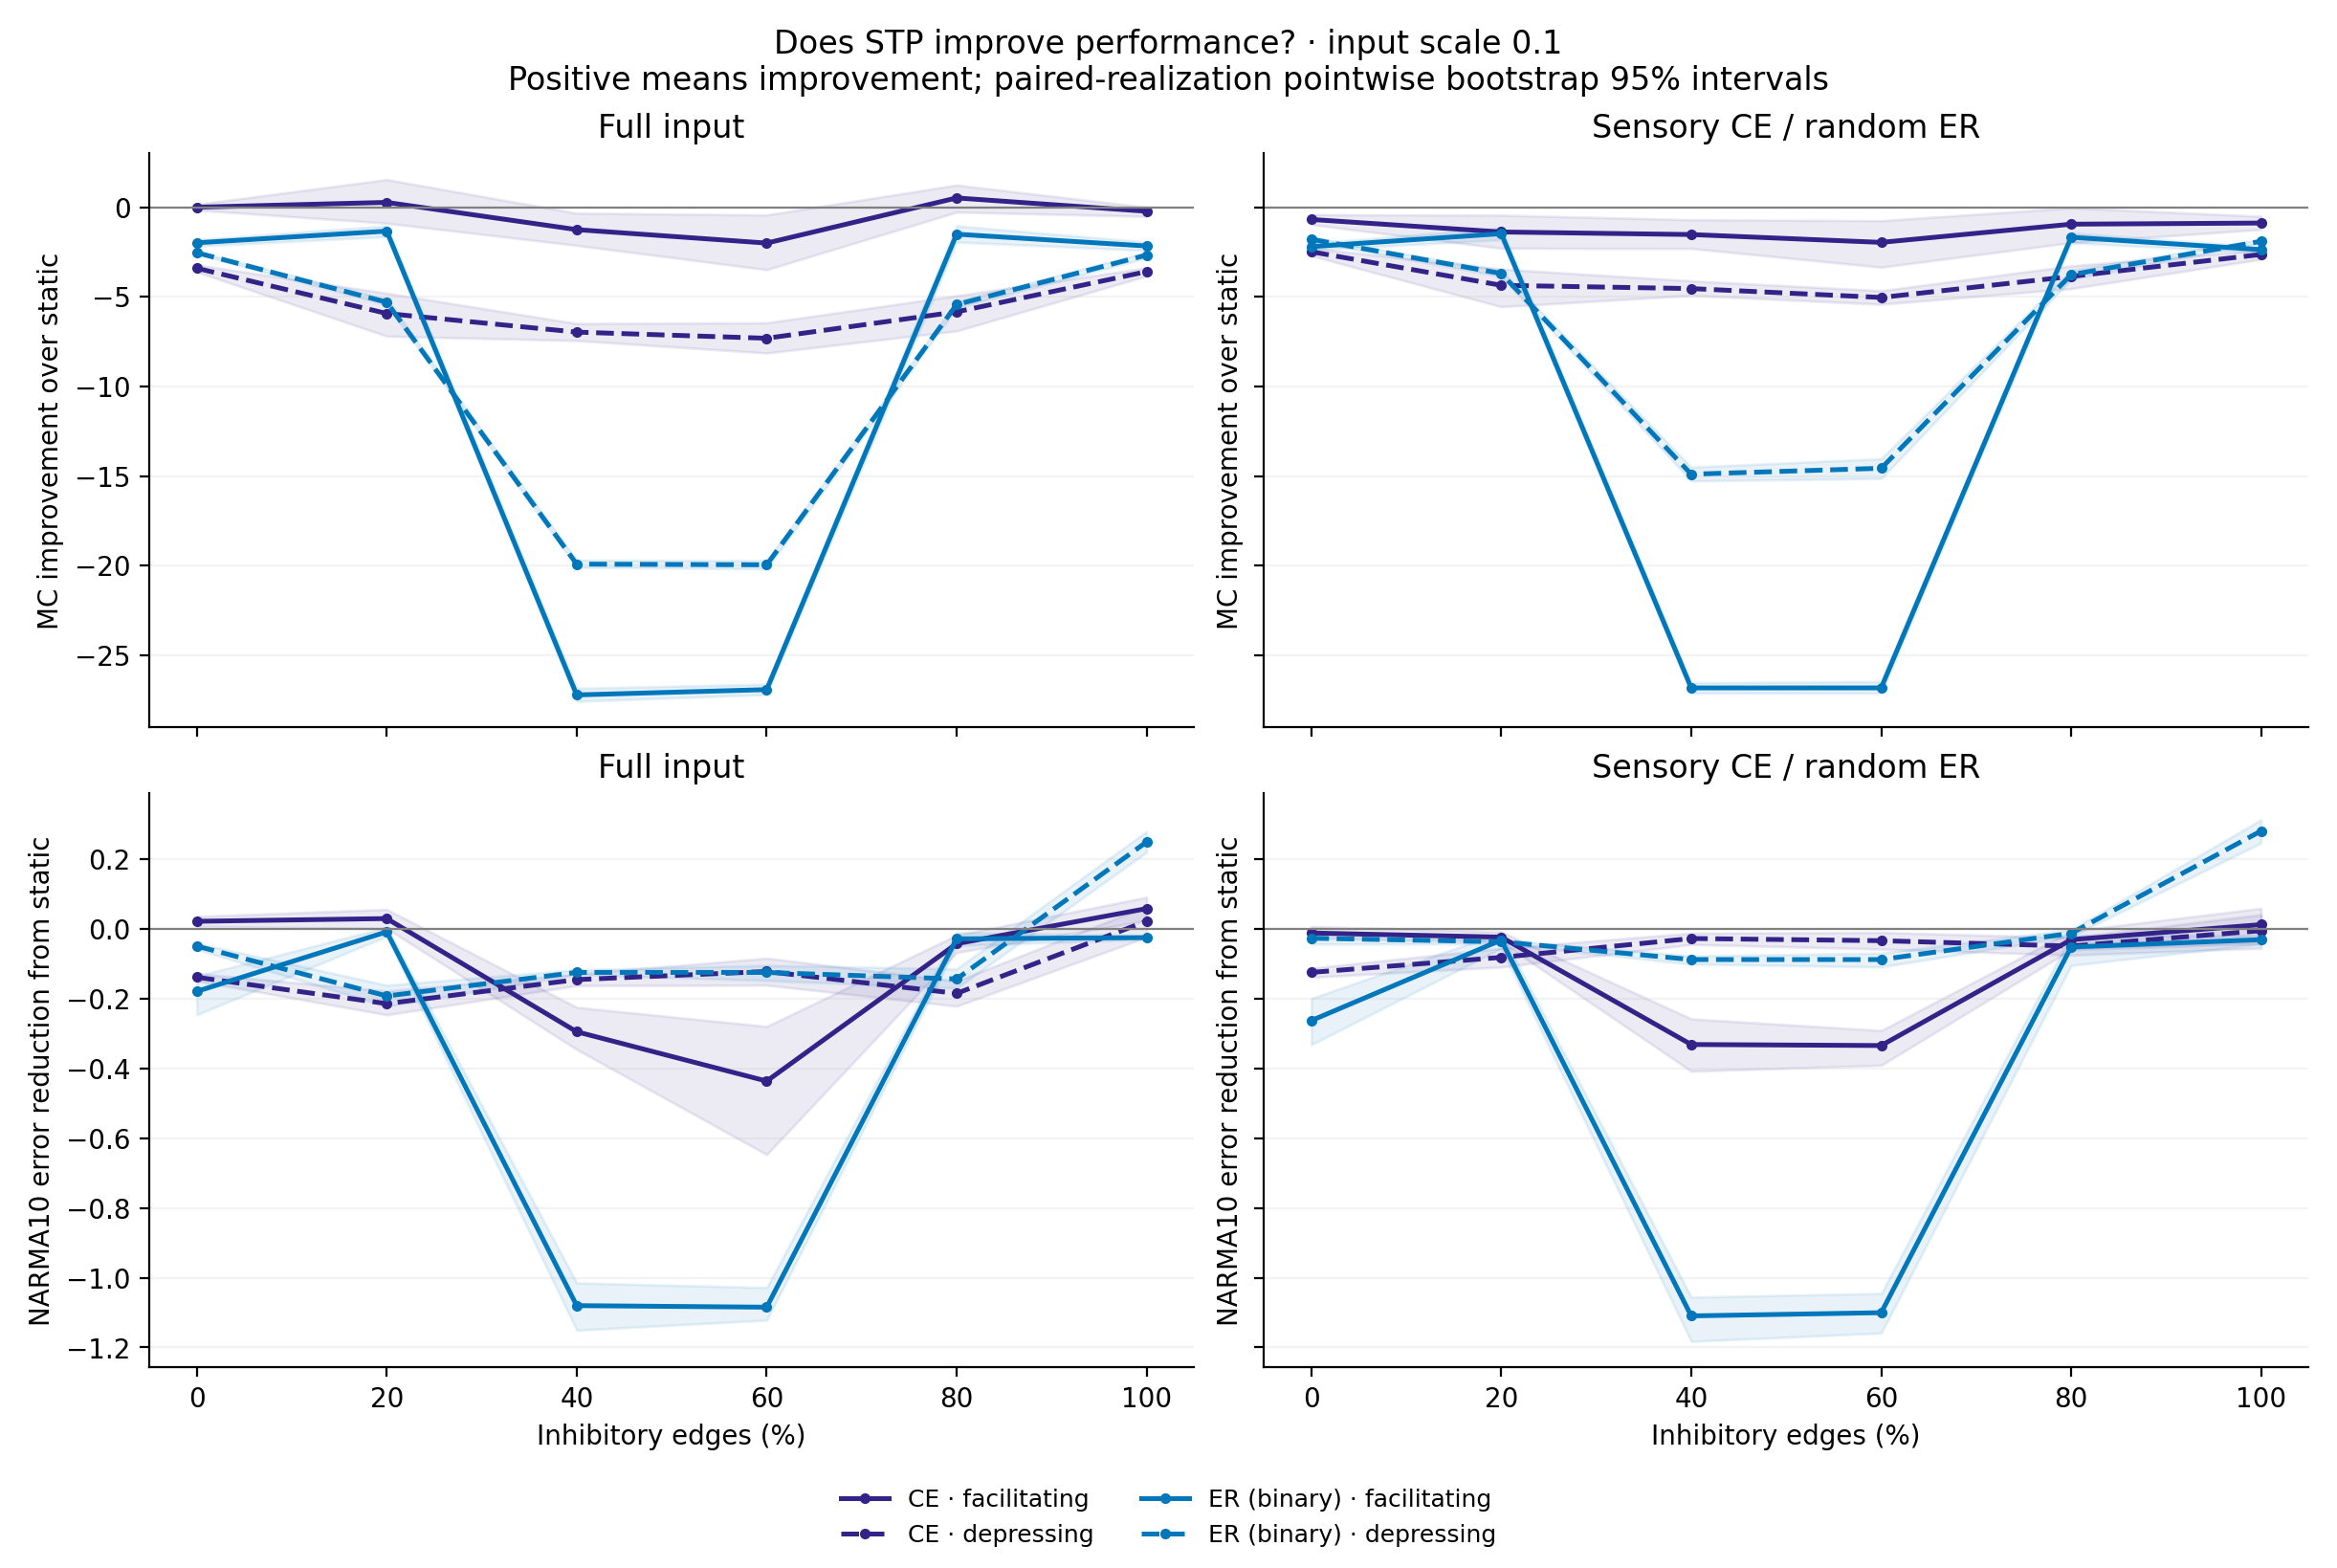 Does STP improve performance? · input scale 0.1
Positive means improvement; paired-realization pointwise bootstrap 95% intervals
Full input
Sensory CE / random ER
MC improvement over static
0
−5
−10
−15
−20
−25
MC improvement over static
Full input
Sensory CE / random ER
NARMA10 error reduction from static
0.2
0.0
−0.2
−0.4
−0.6
−0.8
−1.0
−1.2
NARMA10 error reduction from static
0 20 40 60 80 100
0 20 40 60 80 100
Inhibitory edges (%)
Inhibitory edges (%)
CE · facilitating
ER (binary) · facilitating
CE · depressing
ER (binary) · depressing